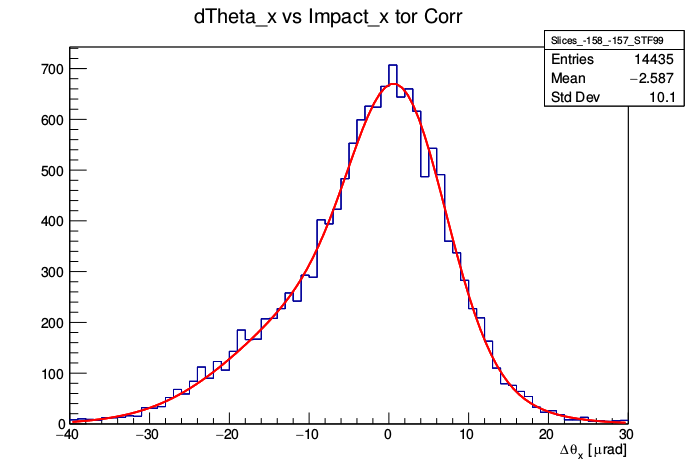 dTheta_x vs Impact_x tor Corr
Slices_-158_-157_STF99
Entries 14435
Mean −2.587
Std Dev 10.1
700
600
500
400
300
200
100
0
−40 −30 −20 −10 0 10 20 30
Δθx [μrad]